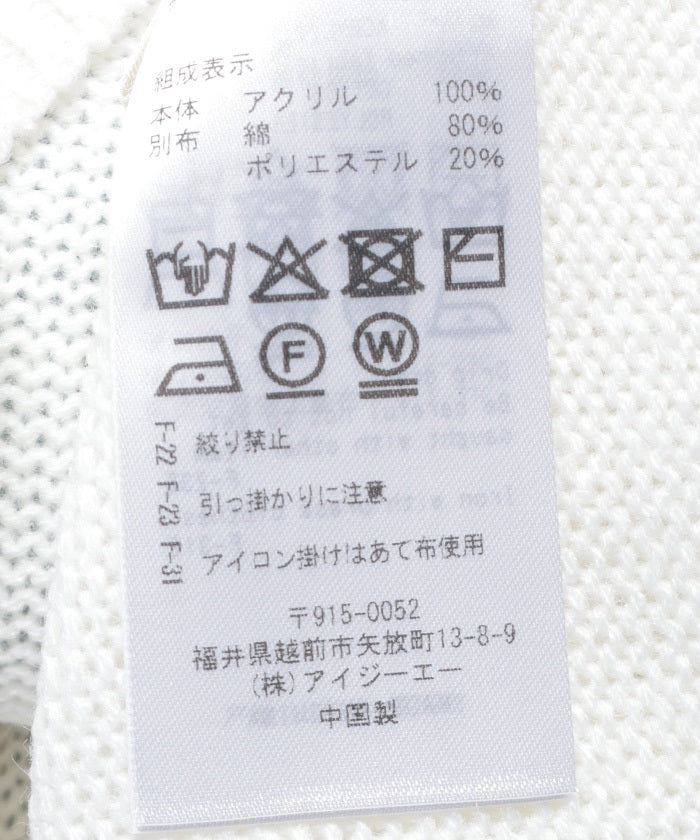 組成表示
本体 アクリル 100%
別布 綿 80%
ポリエステル 20%
F W
F-22 絞り禁止
F-23 引っ掛かりに注意
F-31 アイロン掛けはあて布使用
〒915-0052
福井県越前市矢放町13-8-9
(株)アイジーエー
中国製